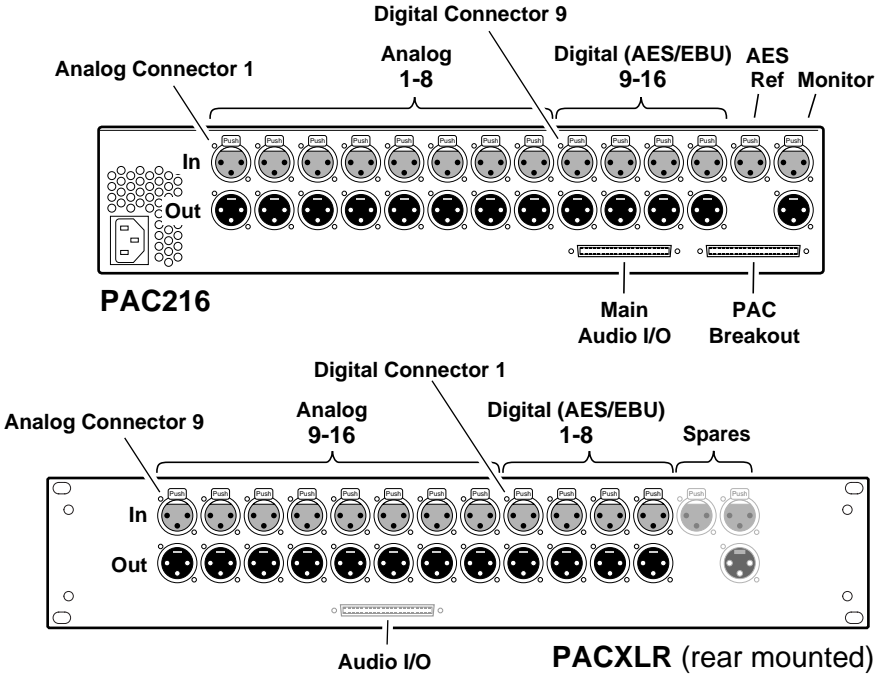 Digital Connector 9
Analog Connector 1
Analog
1-8
Digital (AES/EBU)
9-16
AES
Ref
Monitor
Push Push Push Push Push Push Push Push Push Push Push Push Push Push
In
Out
PAC216
Main
Audio I/O
PAC
Breakout
Digital Connector 1
Analog Connector 9
Analog
9-16
Digital (AES/EBU)
1-8
Spares
Push Push Push Push Push Push Push Push Push Push Push Push Push Push
In
Out
Audio I/O
PACXLR (rear mounted)